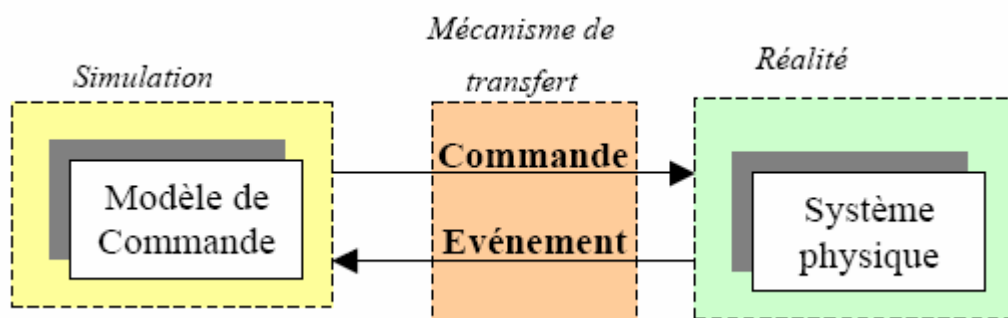 Mécanisme de
transfert
Simulation
Réalité
Commande
Modèle de
Commande
Evénement
Système
physique